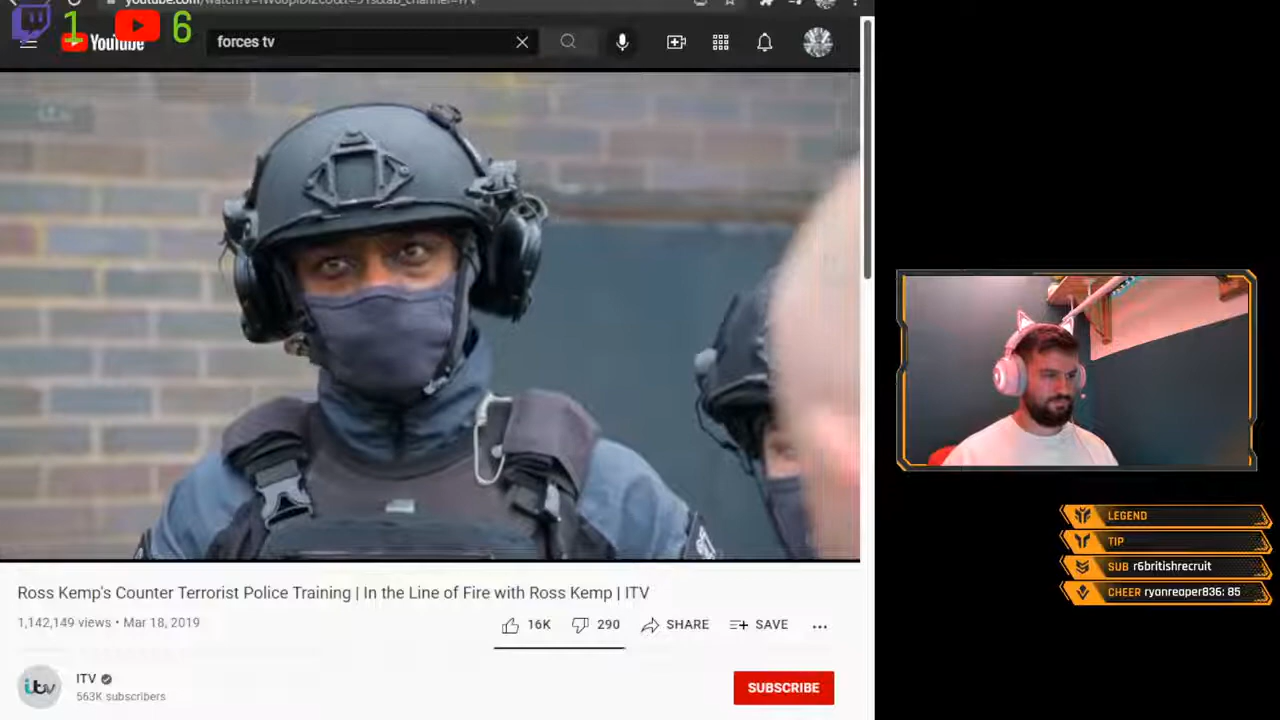 1 6
YouTube
forces tv
Ross Kemp's Counter Terrorist Police Training | In the Line of Fire with Ross Kemp | ITV
1,142,149 views • Mar 18, 2019
16K 290 SHARE SAVE
itv
ITV
563K subscribers
SUBSCRIBE
LEGEND
TIP
SUB r6britishrecruit
CHEER ryanreaper836: 85